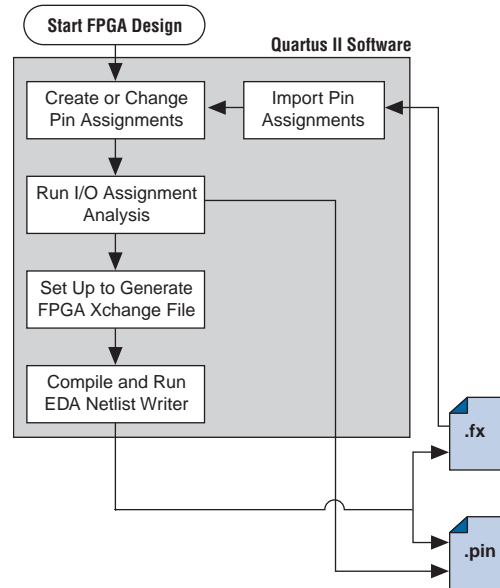 Start FPGA Design
Quartus II Software
Create or Change
Pin Assignments
Import Pin
Assignments
Run I/O Assignment
Analysis
Set Up to Generate
FPGA Xchange File
Compile and Run
EDA Netlist Writer
.fx
.pin